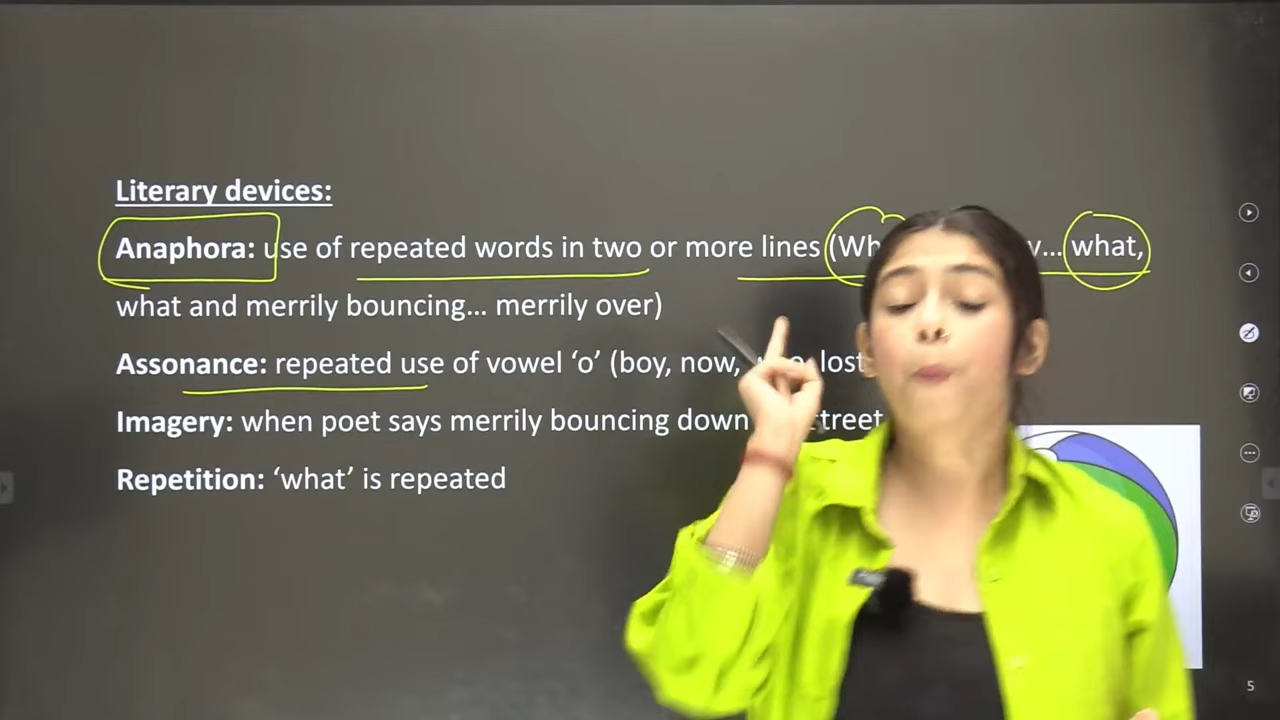 Literary devices:
Anaphora: use of repeated words in two or more lines (Wh y... what,
what and merrily bouncing... merrily over)
Assonance: repeated use of vowel ‘o’ (boy, now, lost
Imagery: when poet says merrily bouncing down treet
Repetition: ‘what’ is repeated
5